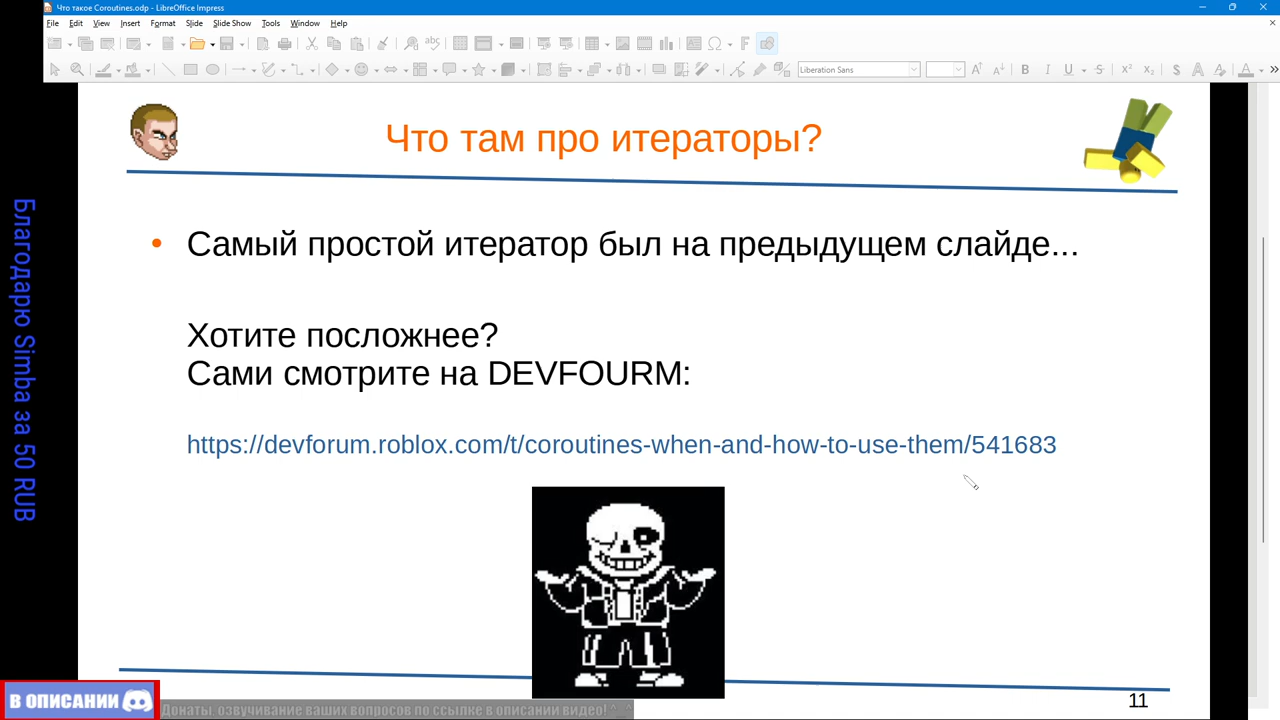 Что такое Coroutines.odp - LibreOffice Impress
File Edit View Insert Format Slide Slide Show Tools Window Help
Liberation Sans
Что там про итераторы?
Самый простой итератор был на предыдущем слайде...
Хотите посложнее?
Сами смотрите на DEVFOURM:
https://devforum.roblox.com/t/coroutines-when-and-how-to-use-them/541683
11
Благодарю Simba за 50 RUB
В ОПИСАНИИ
Донаты, озвучивание ваших вопросов по ссылке в описании видео! ^_^